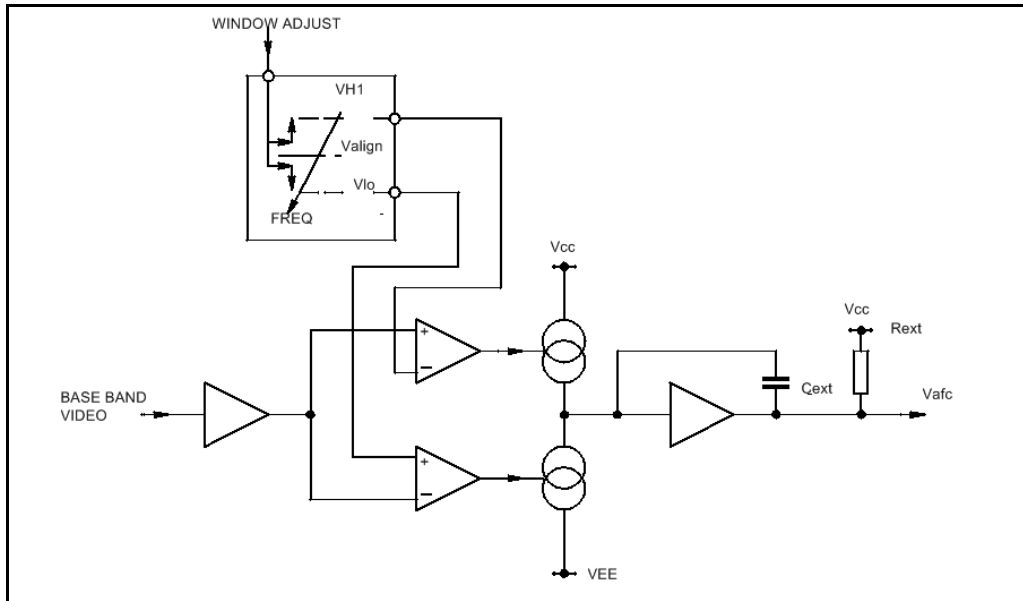 WINDOW ADJUST
VH1
Valign
Vlo
FREQ
-
Vcc
+
−
Vcc
Rext
BASE BAND
VIDEO
Cext
Vafc
+
−
VEE